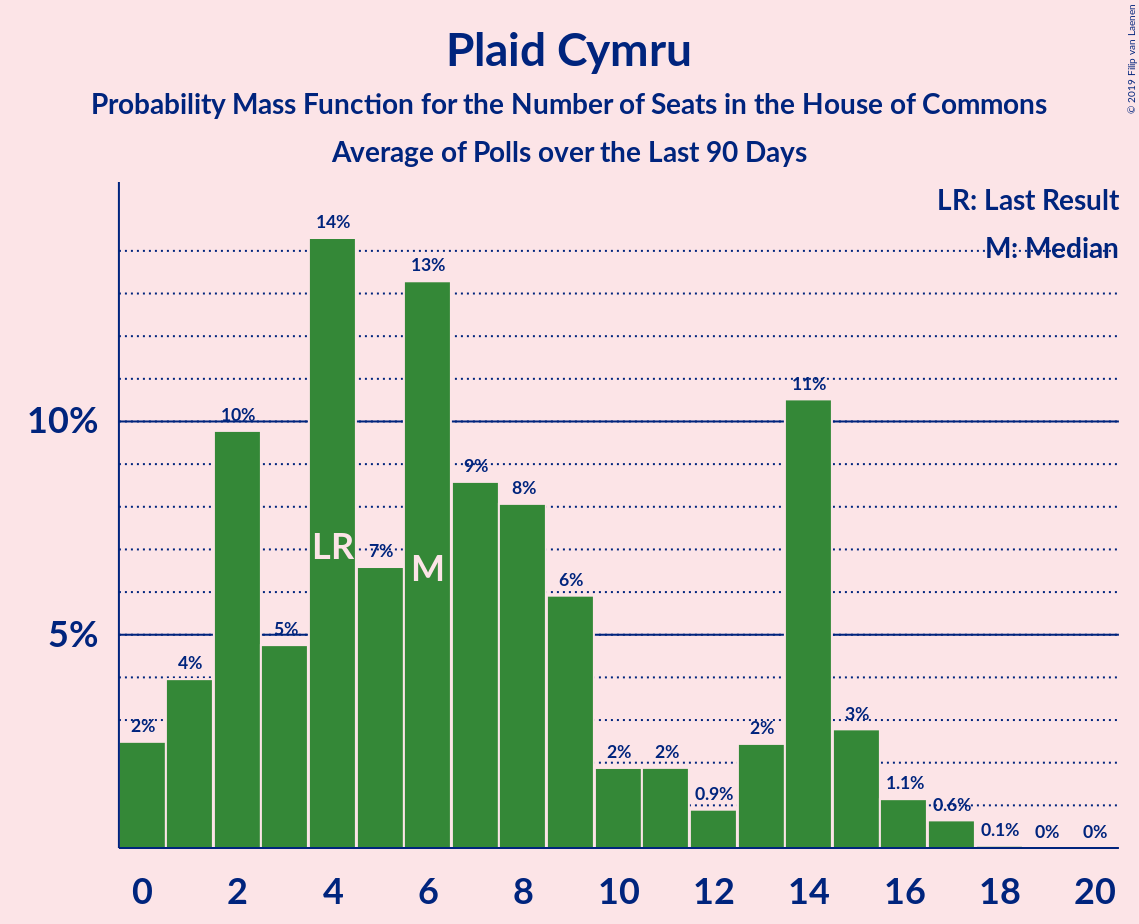 Plaid Cymru
Probability Mass Function for the Number of Seats in the House of Commons
Average of Polls over the Last 90 Days
© 2019 Filip van Laenen
LR: Last Result
M: Median
14%
13%
11%
10%
10%
9%
8%
LR
7%
M
6%
5%
5%
4%
3%
2%
2%
2%
2%
1.1%
0.9%
0.6%
0.1%
0%
0%
0 2 4 6 8 10 12 14 16 18 20